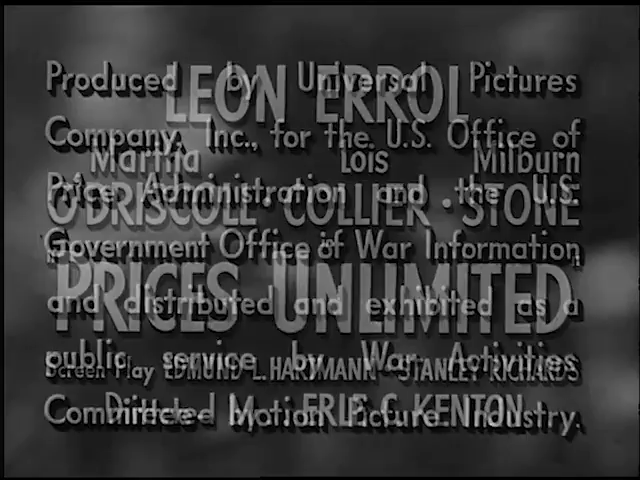 Produced by Universal Pictures
Company, Inc., for the U.S. Office of
Price Administration and the U.S.
Government Office of War Information
and distributed and exhibited as a
public service by War Activities
Committee - Motion Picture Industry.
LEON ERROL
Martha Lois Milburn
O'DRISCOLL · COLLIER · STONE
in
"PRICES UNLIMITED"
Screen Play EDMUND L. HARTMANN - STANLEY RICHARDS
Directed by . ERLE C. KENTON